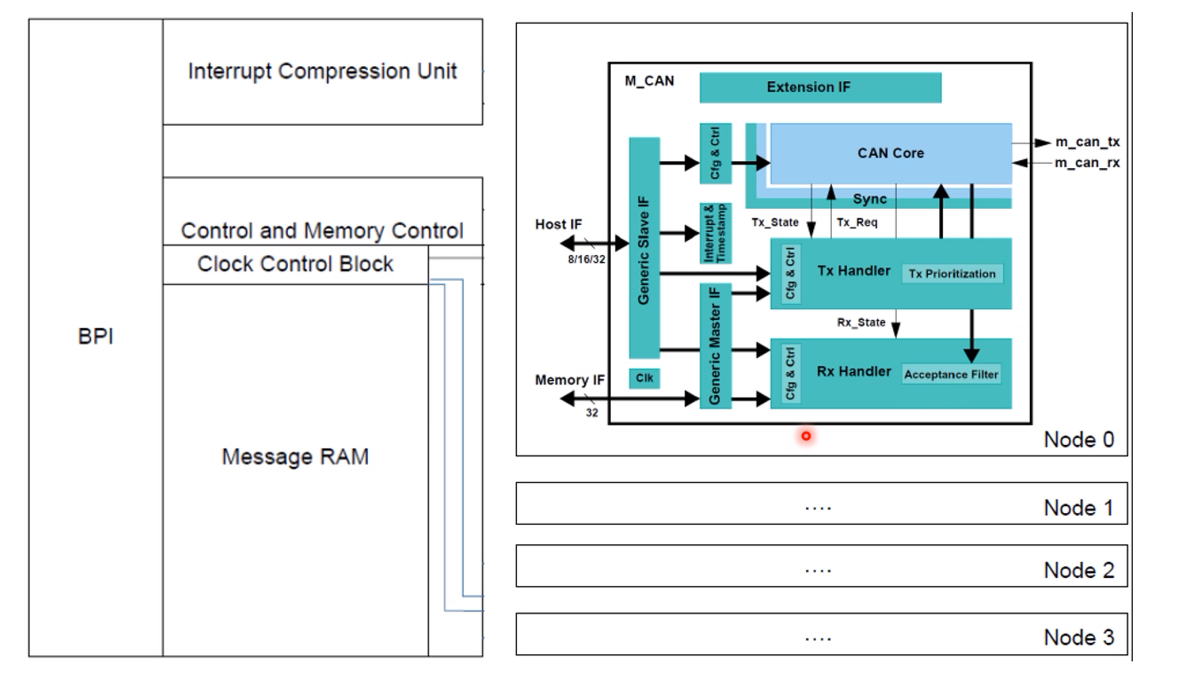 BPI
Interrupt Compression Unit
Control and Memory Control
Clock Control Block
Message RAM
M_CAN
Extension IF
Cfg & Ctrl
CAN Core
m_can_tx
m_can_rx
Sync
Host IF
8/16/32
Generic Slave IF
Interrupt &
Timestamp
Tx_State
Tx_Req
Cfg & Ctrl
Tx Handler
Tx Prioritization
Generic Master IF
Rx_State
Clk
Memory IF
32
Cfg & Ctrl
Rx Handler
Acceptance Filter
Node 0
....
Node 1
....
Node 2
....
Node 3